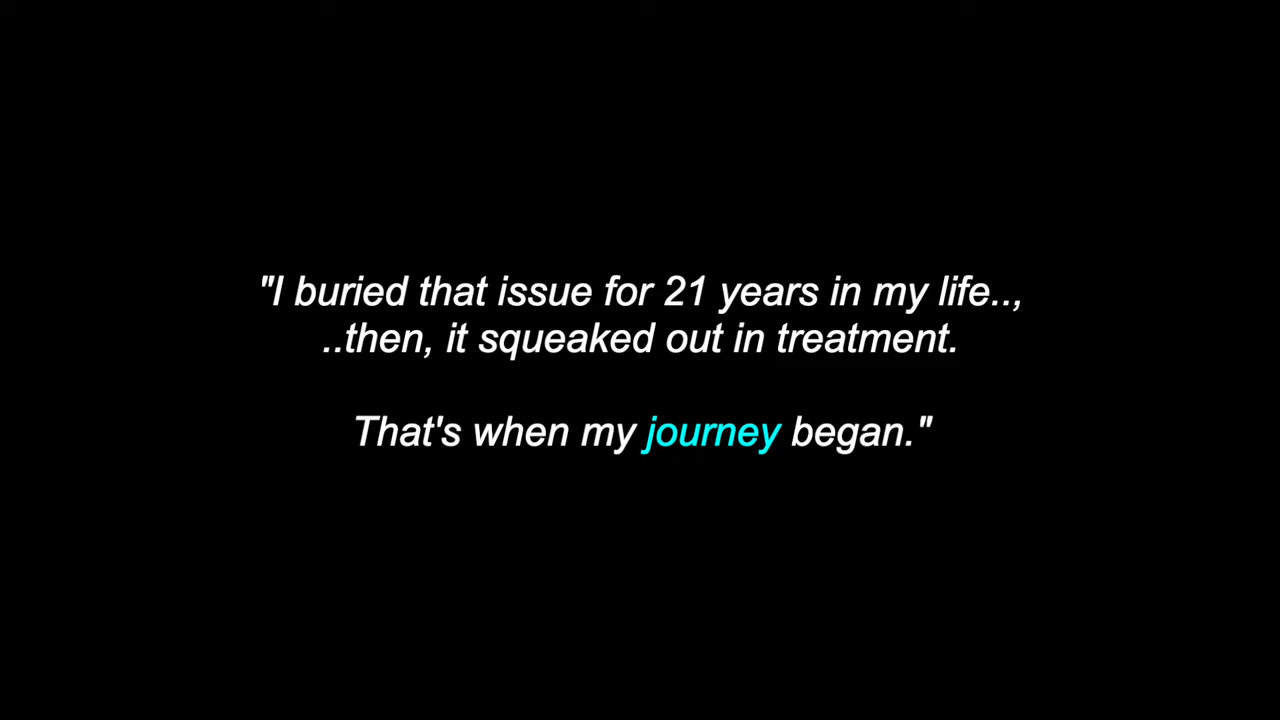 "I buried that issue for 21 years in my life..,
..then, it squeaked out in treatment.
That's when my journey began."